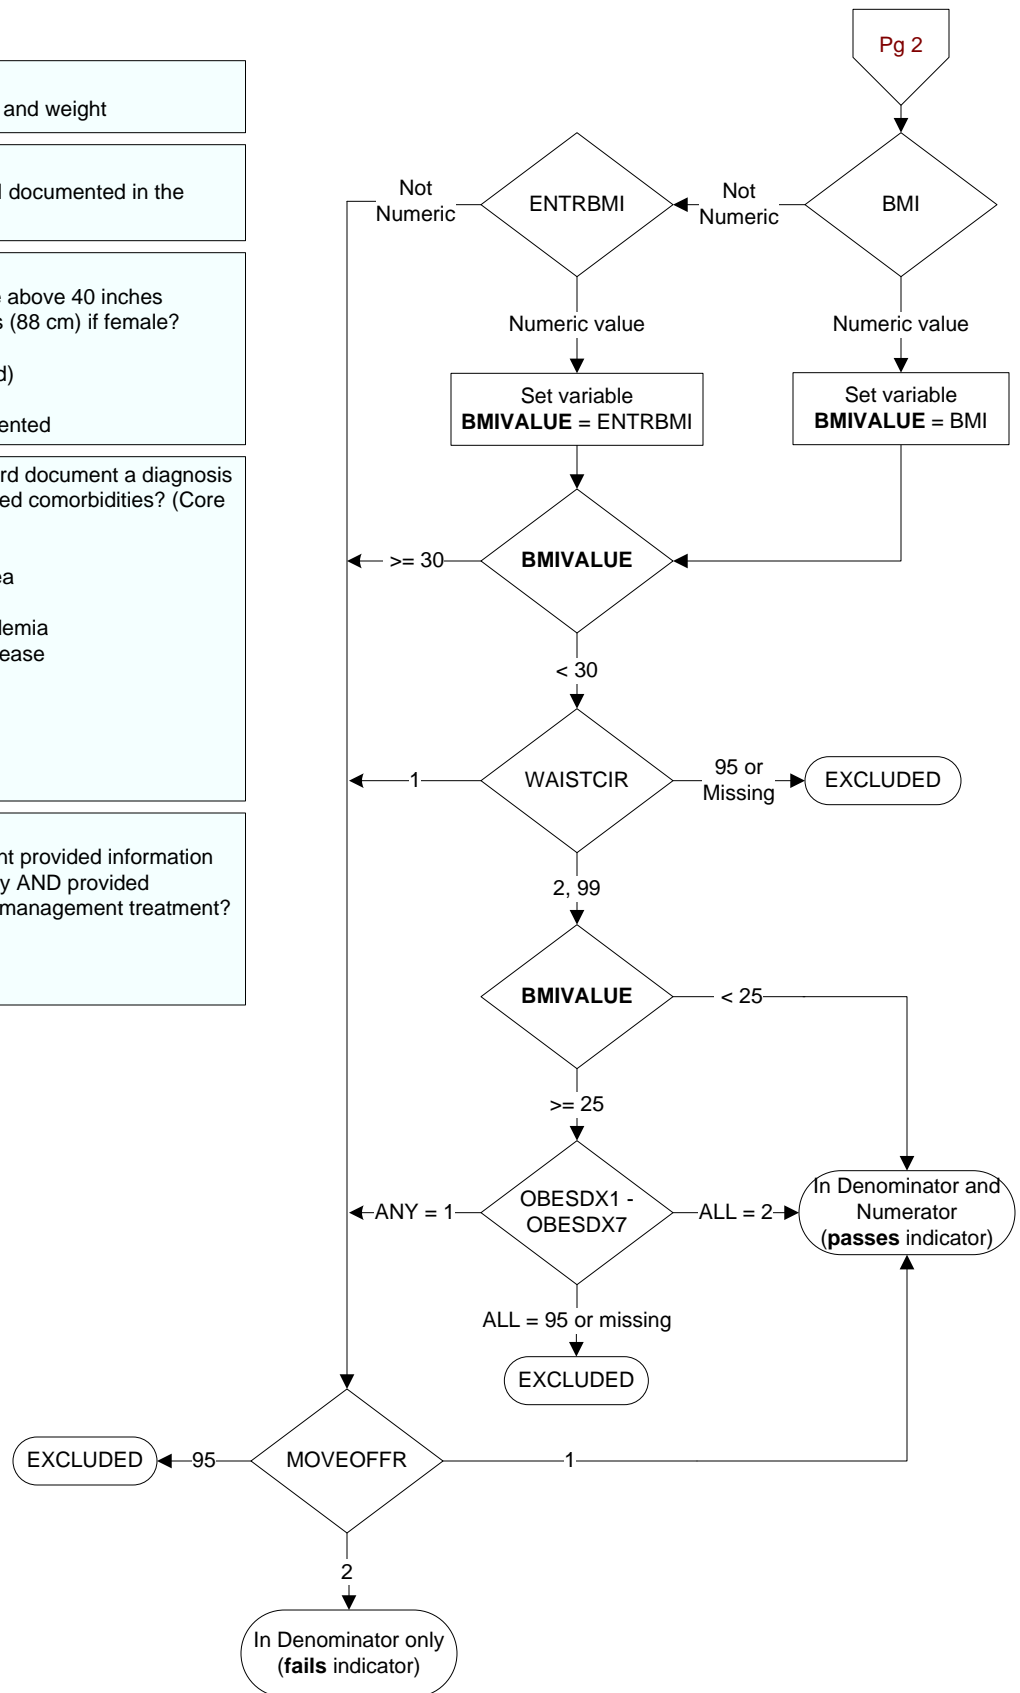 and weight
documented in the
above 40 inches
(88 cm) if female?
ented
document a diagnosis
ed comorbidities? (Core
ea
emia
ease
provided information
AND provided
management treatment?
Pg 2
BMI
Not
Numeric
ENTRBMI
Not
Numeric
Numeric value
Numeric value
Set variable
BMIVALUE = ENTRBMI
Set variable
BMIVALUE = BMI
BMIVALUE
>= 30
< 30
WAISTCIR
1
95 or
Missing
EXCLUDED
2, 99
BMIVALUE
< 25
>= 25
OBESDX1 -
OBESDX7
ANY = 1
ALL = 2
In Denominator and
Numerator
(passes indicator)
ALL = 95 or missing
EXCLUDED
MOVEOFFR
95
EXCLUDED
1
2
In Denominator only
(fails indicator)